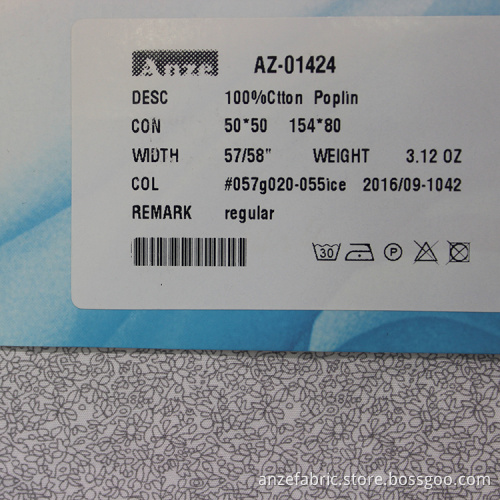 Anze AZ-01424
DESC 100%Ctton Poplin
CON 50*50 154*80
WIDTH 57/58" WEIGHT 3.12 OZ
COL #057g020-055ice 2016/09-1042
REMARK regular
30 P
anzefabric.store.bossgoo.com